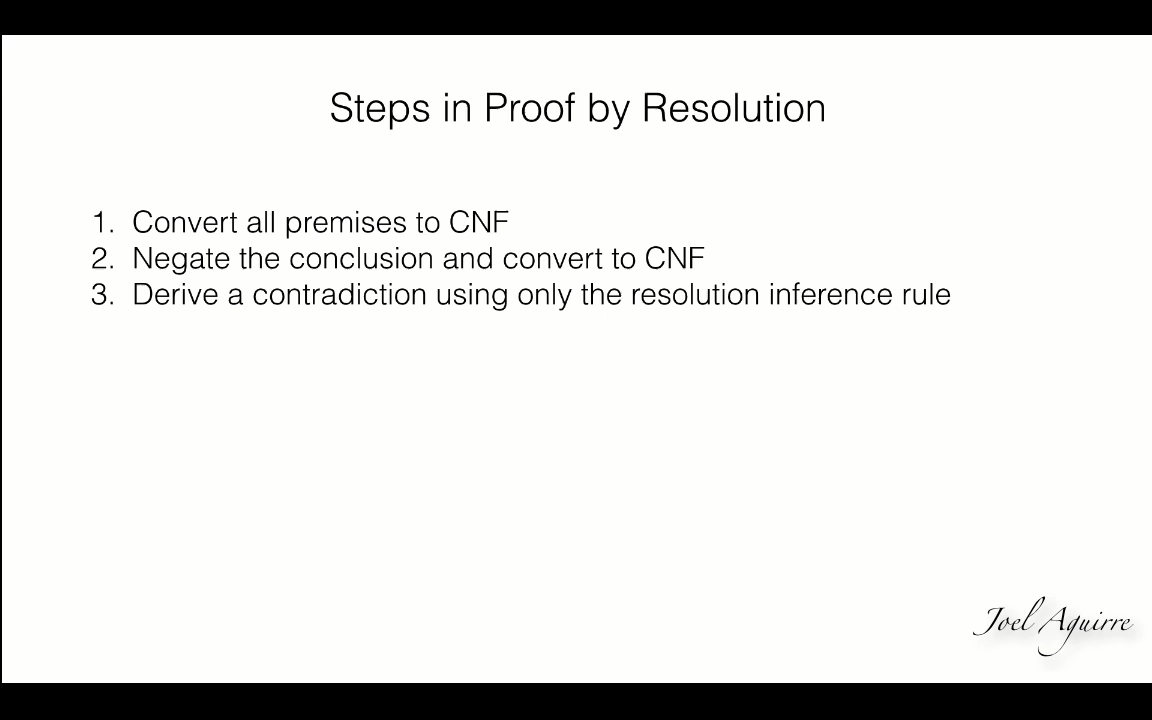 Steps in Proof by Resolution
1. Convert all premises to CNF
2. Negate the conclusion and convert to CNF
3. Derive a contradiction using only the resolution inference rule
Joel Aguirre